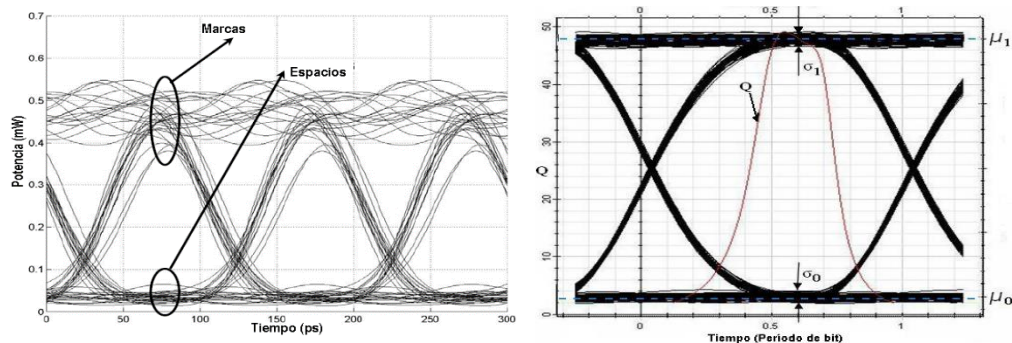 Marcas
Espacios
Potencia (mW)
0.7
0.6
0.5
0.4
0.3
0.2
0.1
0
0 50 100 150 200 250 300
Tiempo (ps)
0 0.5 1
50
40
30
20
10
0
Q
Q
σ1
σ0
μ1
μ0
0 0.5 1
Tiempo (Periodo de bit)